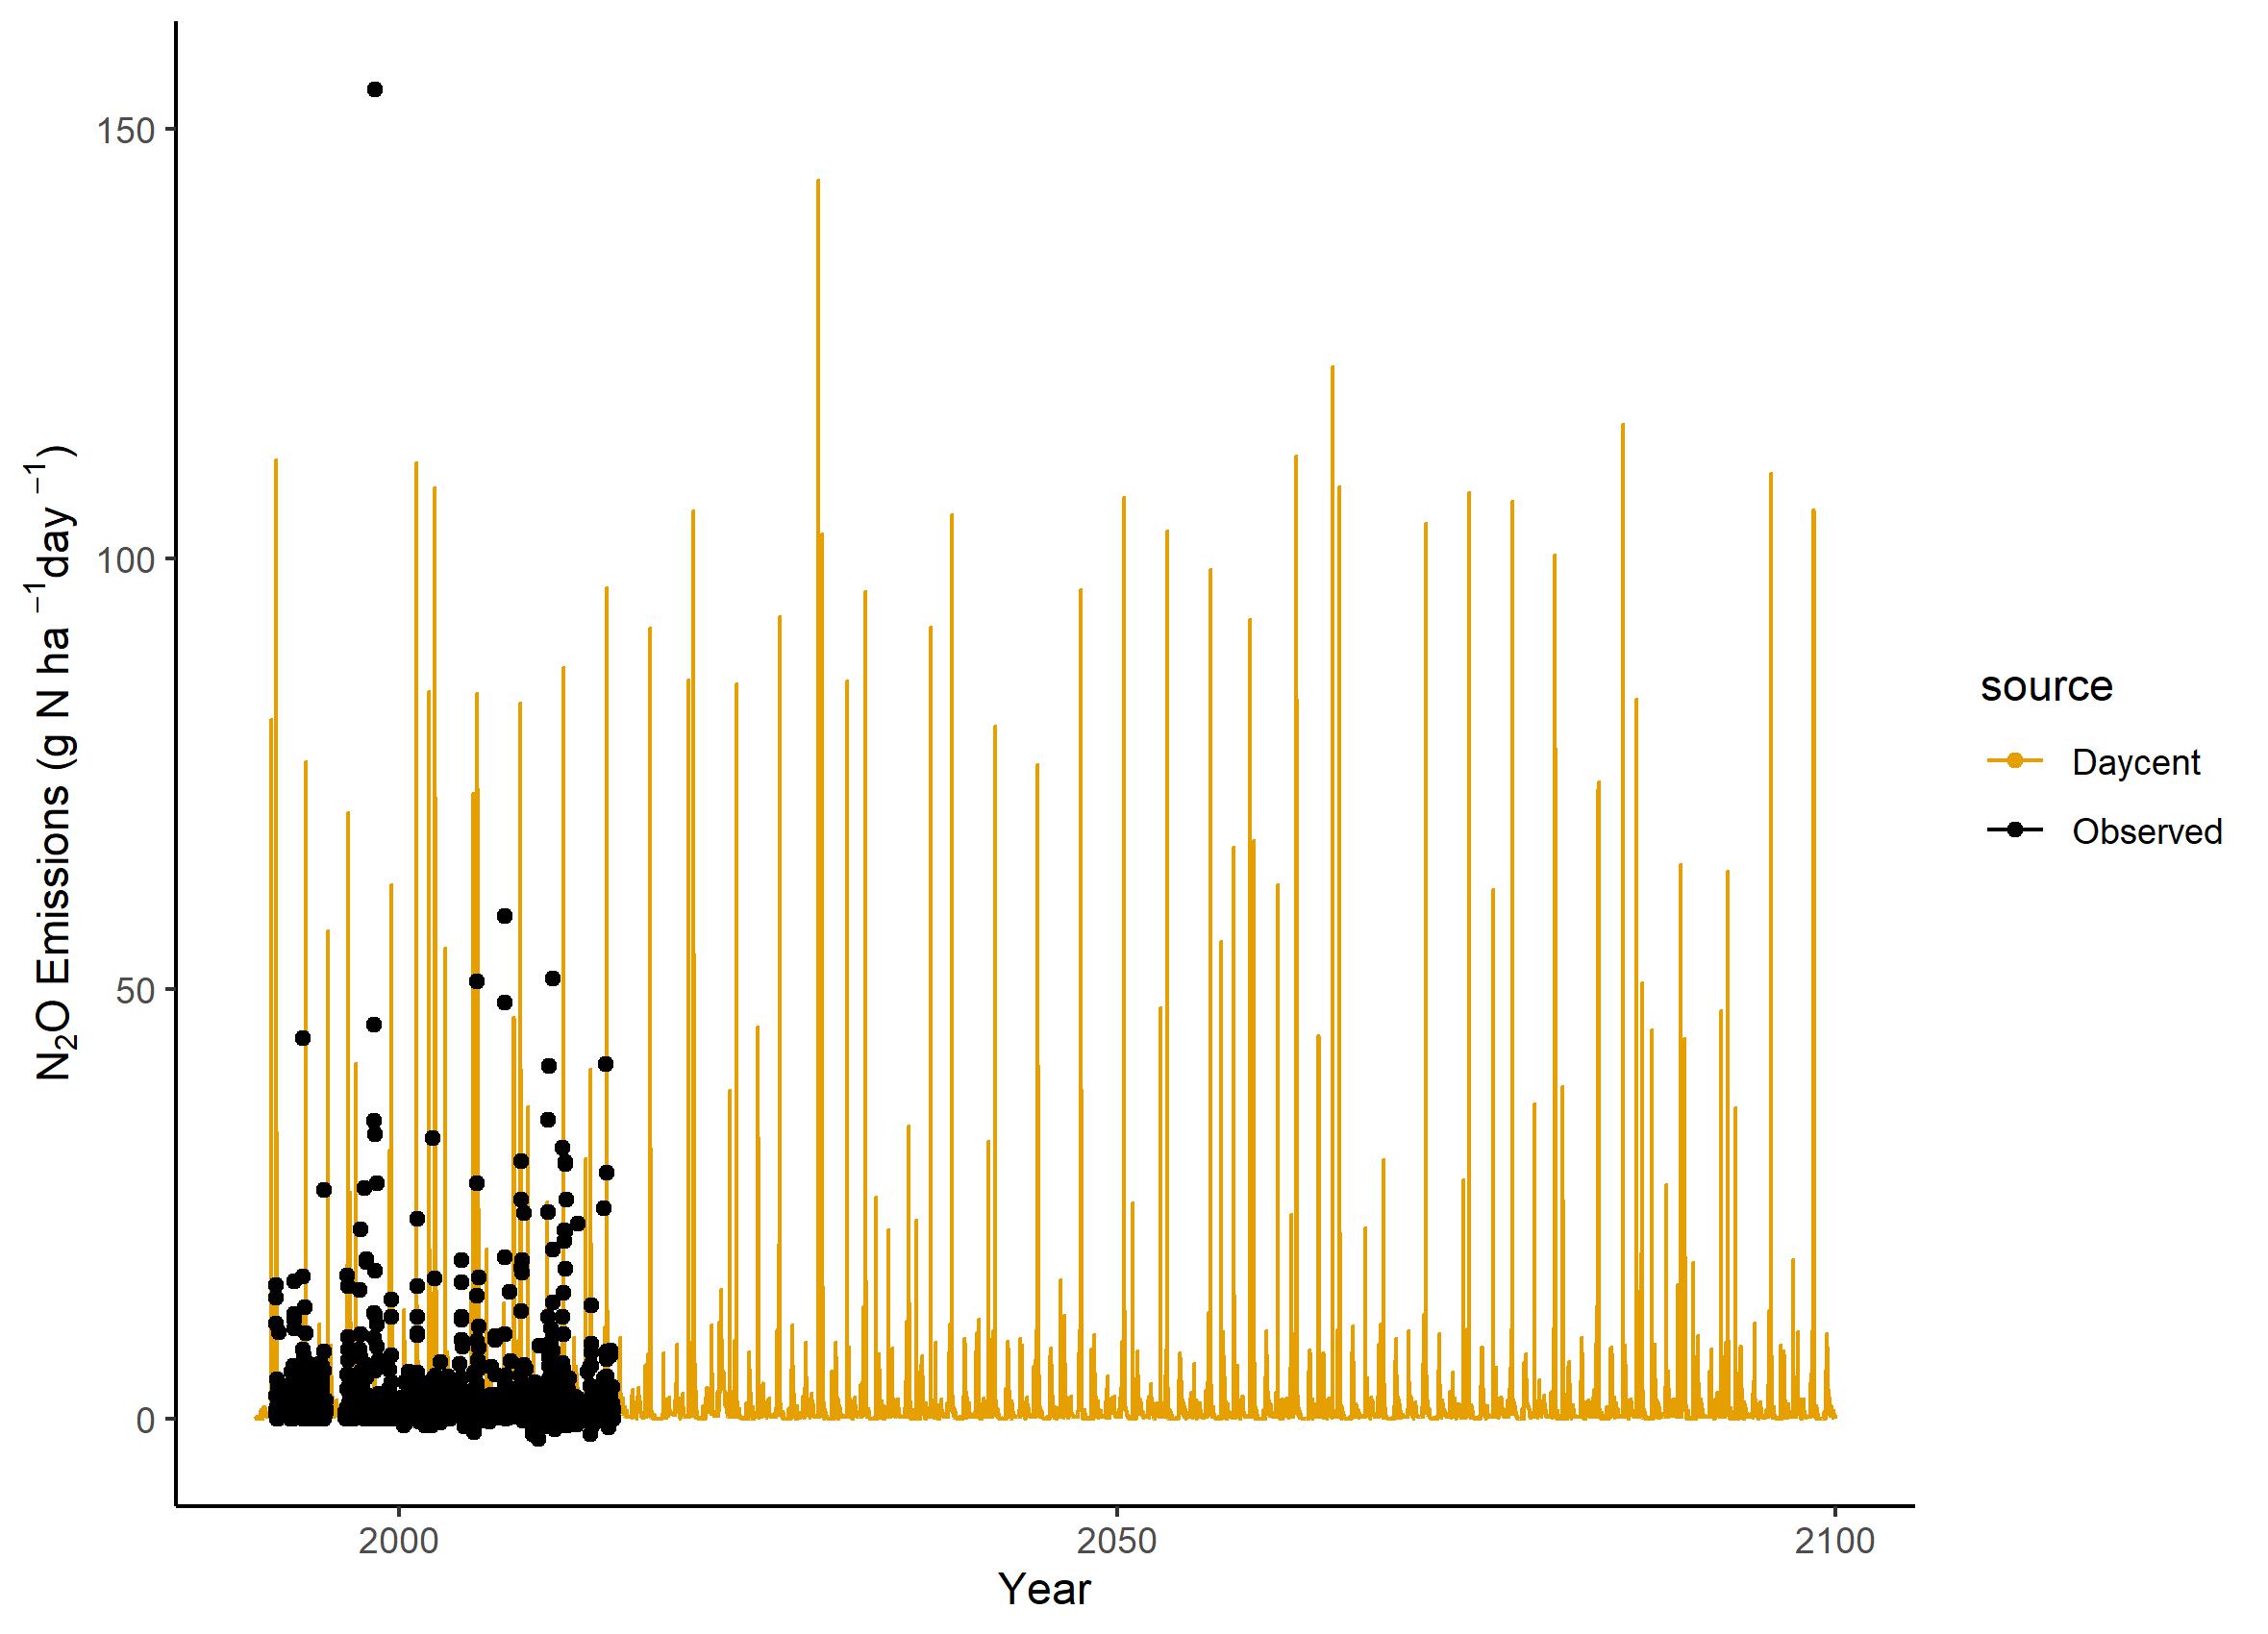 150
100
50
0
N₂O Emissions (g N ha ⁻¹day ⁻¹)
2000 2050 2100
Year
source
Daycent
Observed